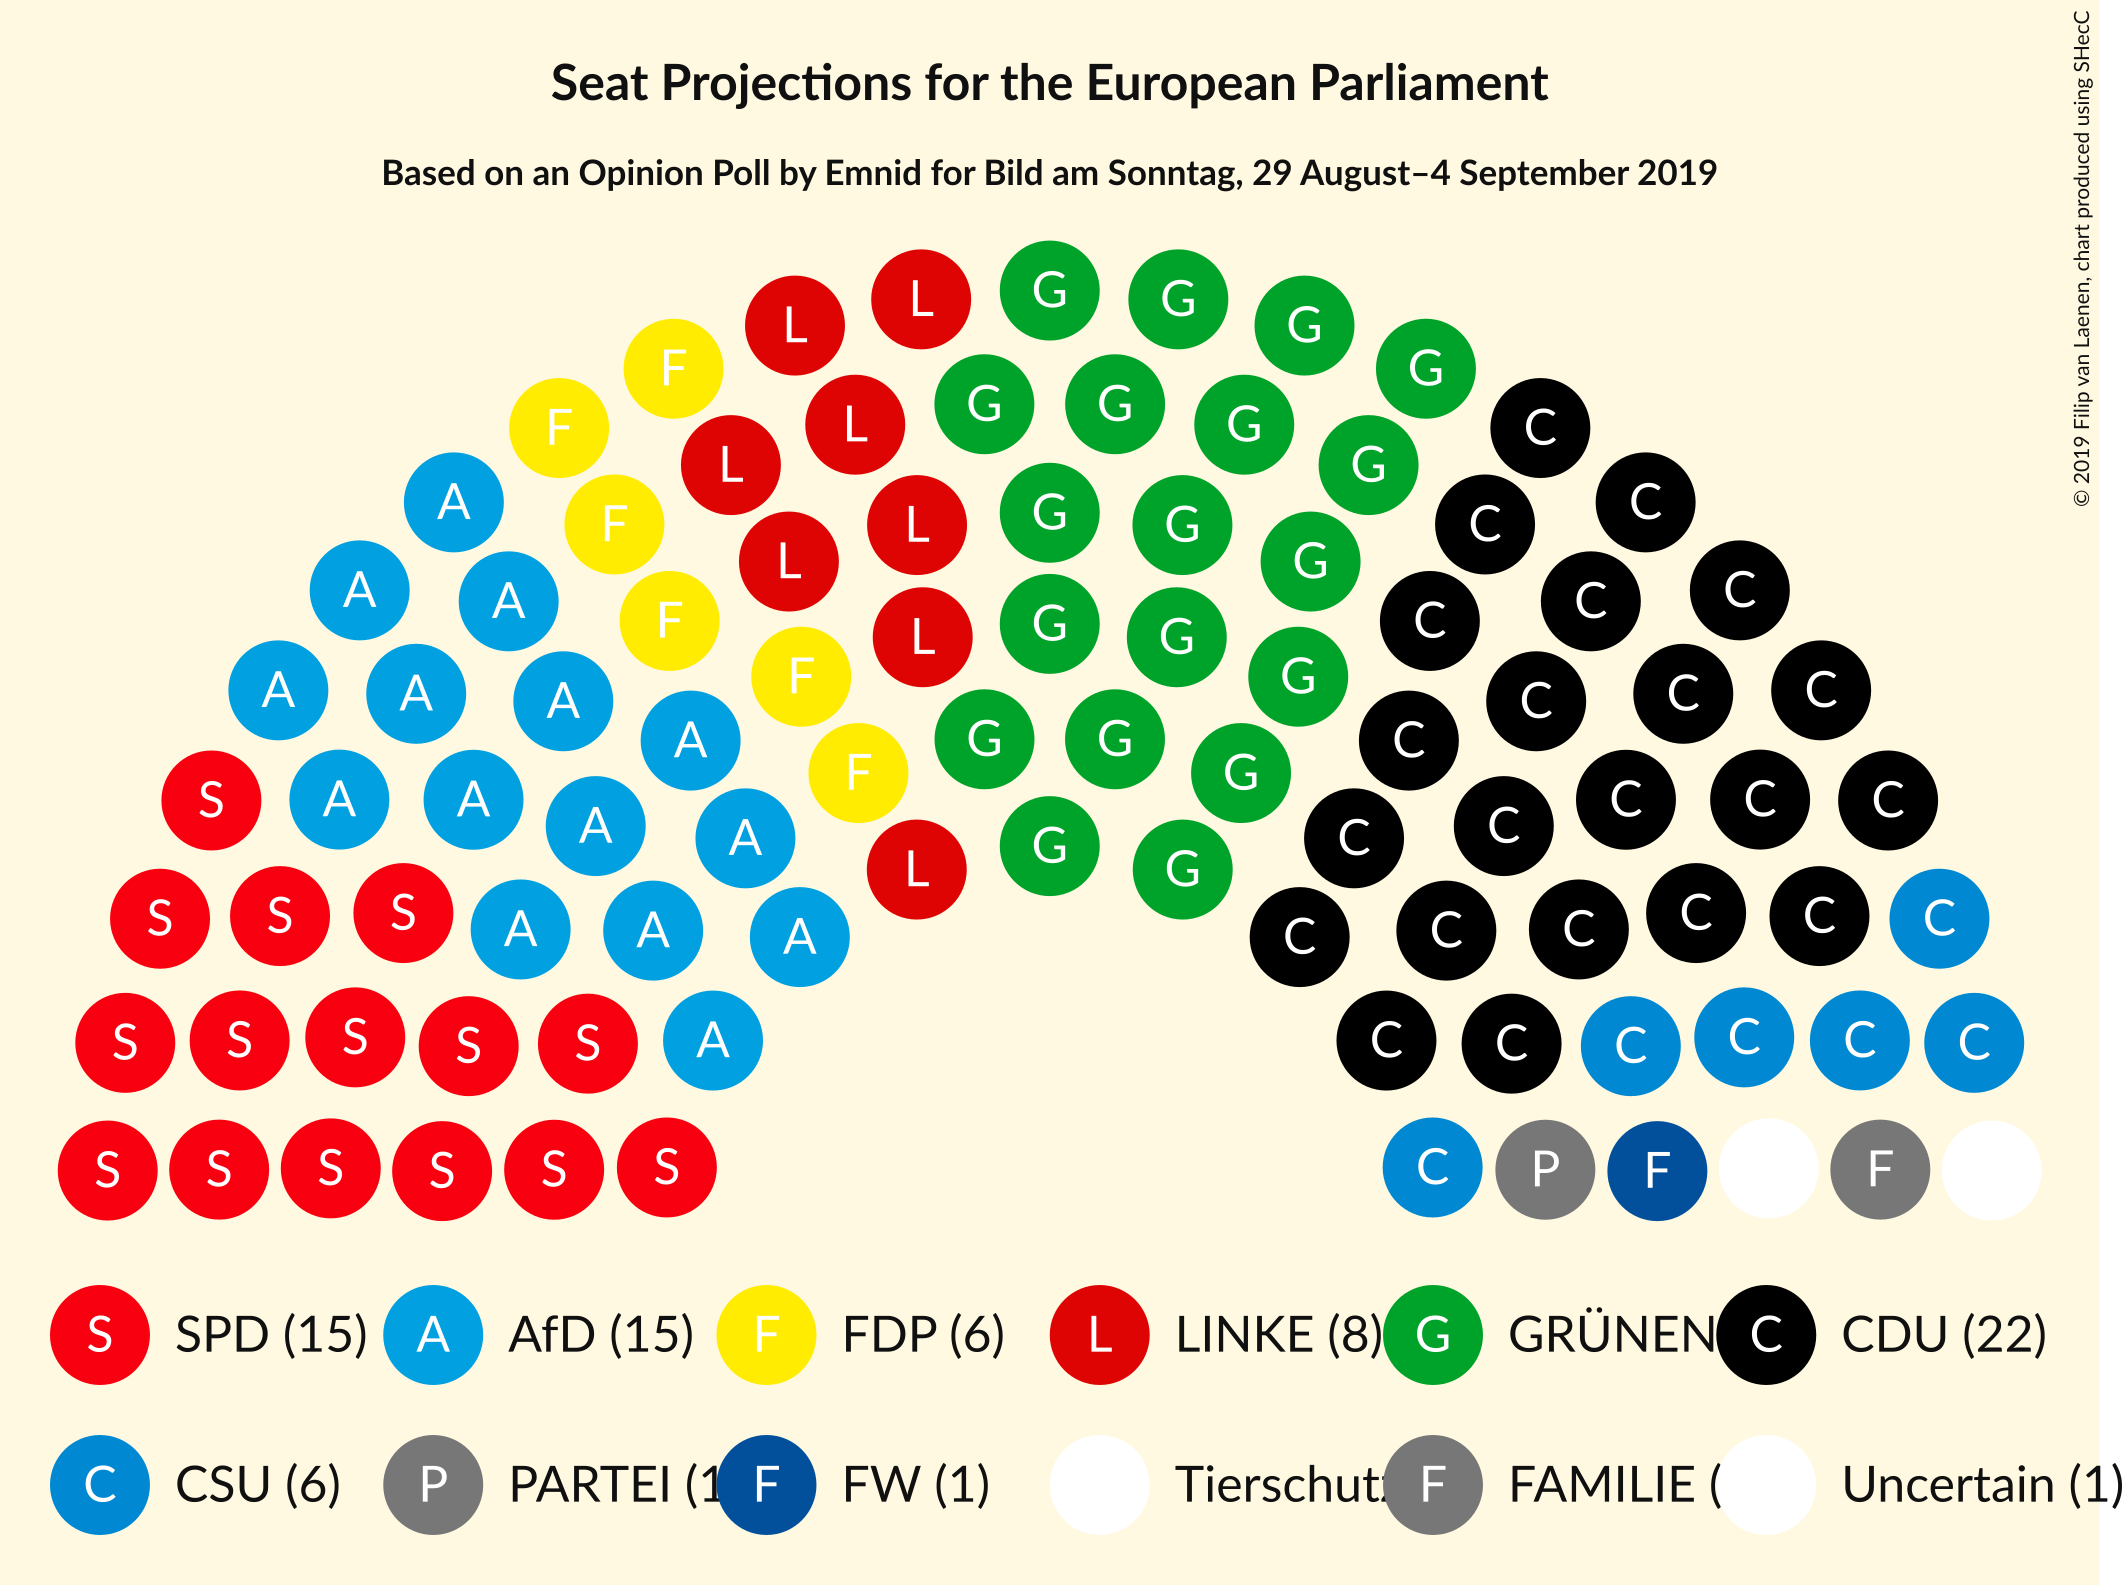 Seat Projections for the European Parliament
Based on an Opinion Poll by Emnid for Bild am Sonntag, 29 August–4 September 2019
© 2019 Filip van Laenen, chart produced using SHecC
L L G G G G
F L G G G G C
F L G G C C
A F L L G G G C C C
A A F L G G C C C
A A A F G C C C
A A A F G G G C C C
S A A A A L G G C C C C C
S S S A A A C C C C C C
S S S S S A C C C C C C
S S S S S S C P F F
S SPD (15) A AfD (15) F FDP (6) L LINKE (8) G GRÜNEN C CDU (22)
C CSU (6) P PARTEI (1 F FW (1) Tierschutz F FAMILIE ( Uncertain (1)